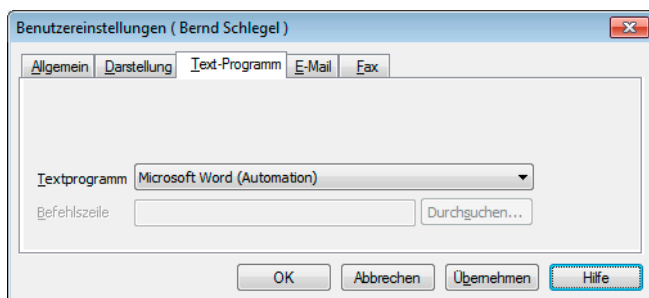 Benutzereinstellungen ( Bernd Schlegel )
Allgemein Darstellung Text-Programm E-Mail Fax
Textprogramm Microsoft Word (Automation)
Befehlszeile Durchsuchen...
OK Abbrechen Übernehmen Hilfe